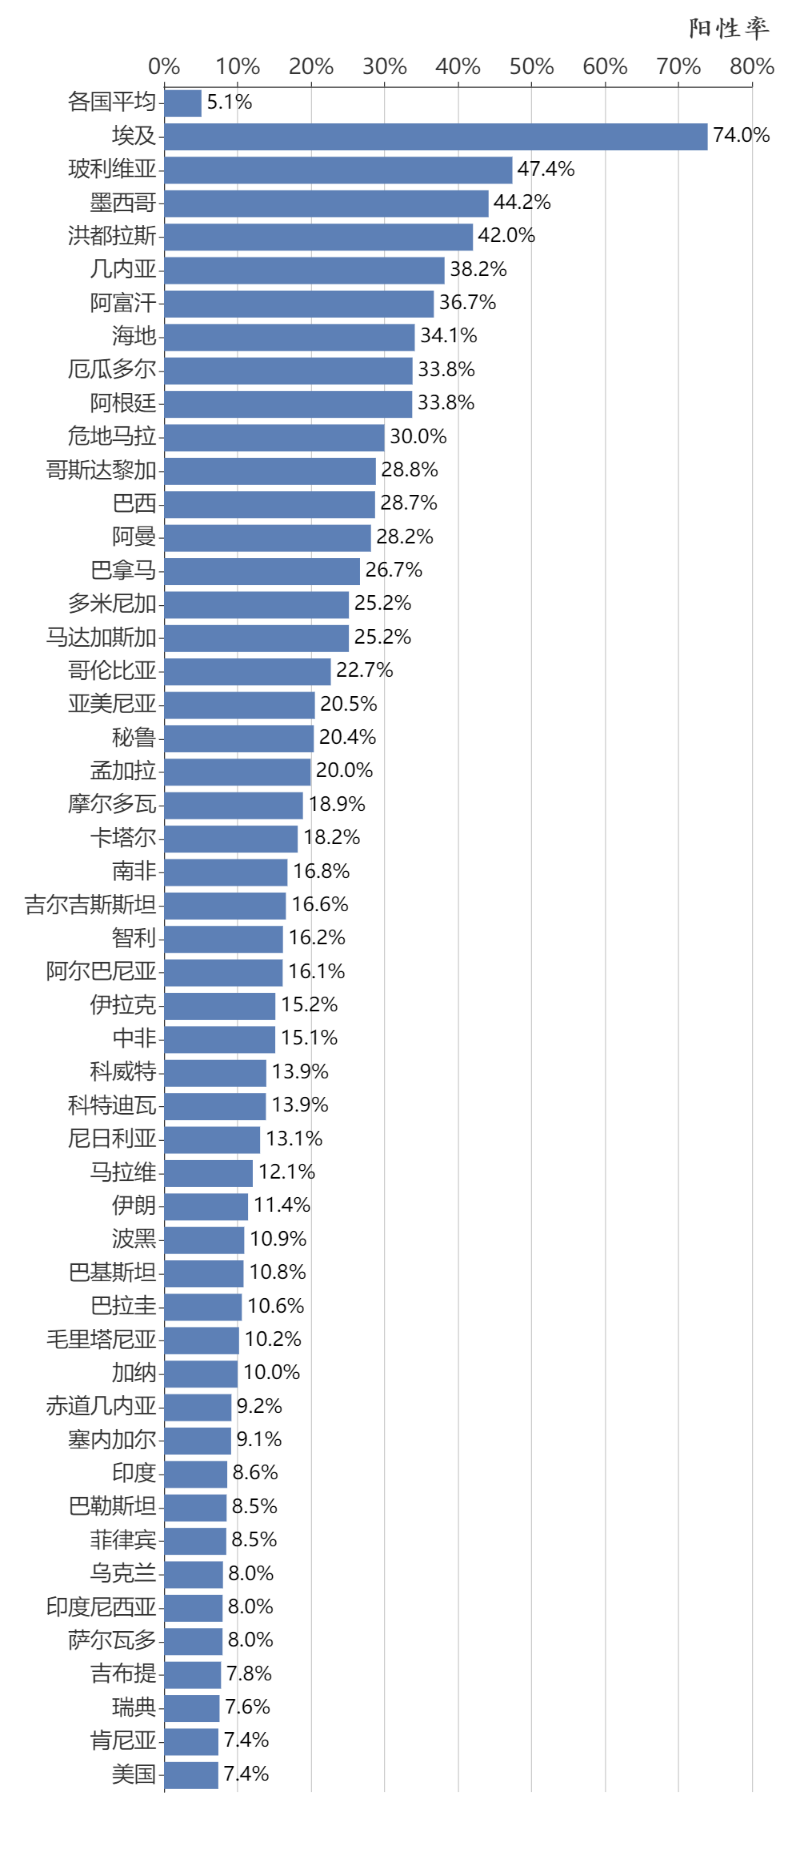 阳性率
0% 10% 20% 30% 40% 50% 60% 70% 80%
各国平均 5.1%
埃及 74.0%
玻利维亚 47.4%
墨西哥 44.2%
洪都拉斯 42.0%
几内亚 38.2%
阿富汗 36.7%
海地 34.1%
厄瓜多尔 33.8%
阿根廷 33.8%
危地马拉 30.0%
哥斯达黎加 28.8%
巴西 28.7%
阿曼 28.2%
巴拿马 26.7%
多米尼加 25.2%
马达加斯加 25.2%
哥伦比亚 22.7%
亚美尼亚 20.5%
秘鲁 20.4%
孟加拉 20.0%
摩尔多瓦 18.9%
卡塔尔 18.2%
南非 16.8%
吉尔吉斯斯坦 16.6%
智利 16.2%
阿尔巴尼亚 16.1%
伊拉克 15.2%
中非 15.1%
科威特 13.9%
科特迪瓦 13.9%
尼日利亚 13.1%
马拉维 12.1%
伊朗 11.4%
波黑 10.9%
巴基斯坦 10.8%
巴拉圭 10.6%
毛里塔尼亚 10.2%
加纳 10.0%
赤道几内亚 9.2%
塞内加尔 9.1%
印度 8.6%
巴勒斯坦 8.5%
菲律宾 8.5%
乌克兰 8.0%
印度尼西亚 8.0%
萨尔瓦多 8.0%
吉布提 7.8%
瑞典 7.6%
肯尼亚 7.4%
美国 7.4%